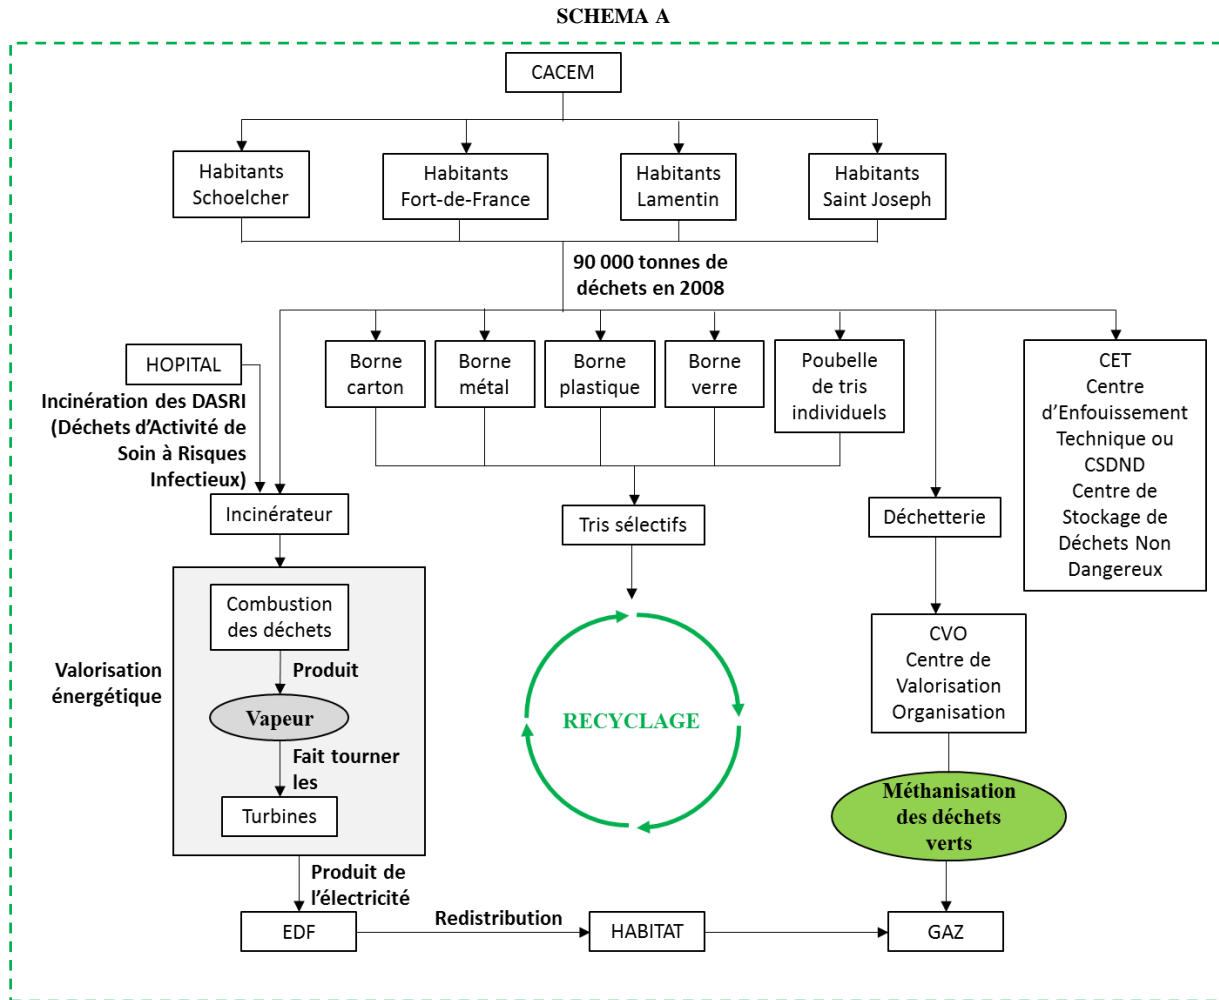 SCHEMA A
CACEM
Habitants
Schoelcher
Habitants
Fort-de-France
Habitants
Lamentin
Habitants
Saint Joseph
90 000 tonnes de
déchets en 2008
HOPITAL
Incinération des DASRI
(Déchets d'Activité de
Soin à Risques
Infectieux)
Borne
carton
Borne
métal
Borne
plastique
Borne
verre
Poubelle
de tris
individuels
CET
Centre
d'Enfouissement
Technique ou
CSDND
Centre de
Stockage de
Déchets Non
Dangereux
Incinérateur
Tris sélectifs
Déchetterie
Valorisation
énergétique
Combustion
des déchets
Produit
Vapeur
Fait tourner
les
Turbines
RECYCLAGE
CVO
Centre de
Valorisation
Organisation
Méthanisation
des déchets
verts
Produit de
l'électricité
EDF
Redistribution
HABITAT
GAZ